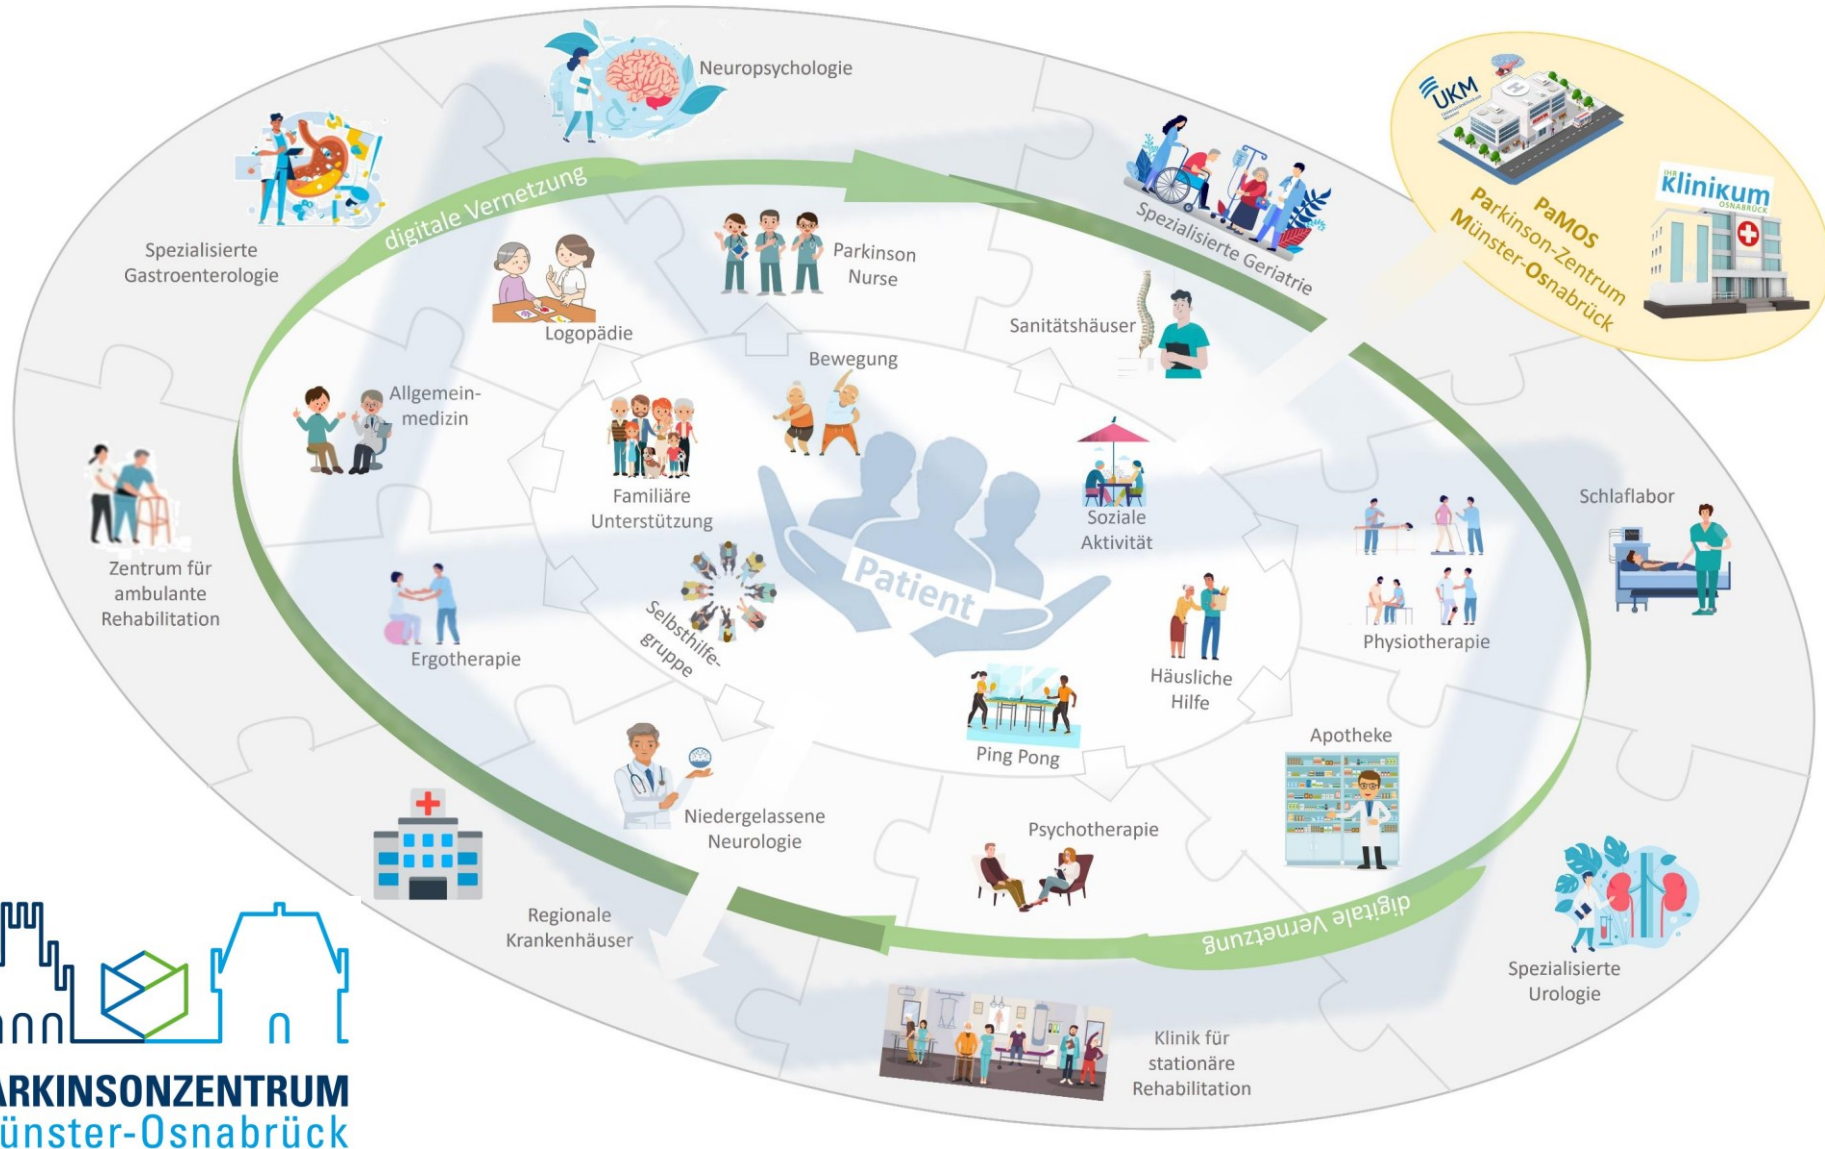 Neuropsychologie
UKM
IHR
Klinikum
OSNABRÜCK
PaMOS
Parkinson-Zentrum
Münster-Osnabrück
Spezialisierte
Gastroenterologie
digitale Vernetzung
Spezialisierte Geriatrie
Logopädie
Parkinson
Nurse
Sanitätshäuser
Allgemein-
medizin
Bewegung
Familiäre
Unterstützung
Soziale
Aktivität
Schlaflabor
Zentrum für
ambulante
Rehabilitation
Ergotherapie
Selbsthilfe-
gruppe
Patient
Häusliche
Hilfe
Physiotherapie
Ping Pong
Apotheke
Niedergelassene
Neurologie
Psychotherapie
digitale Vernetzung
Regionale
Krankenhäuser
Spezialisierte
Urologie
Klinik für
stationäre
Rehabilitation
ARKINSONZENTRUM
ünster-Osnabrück